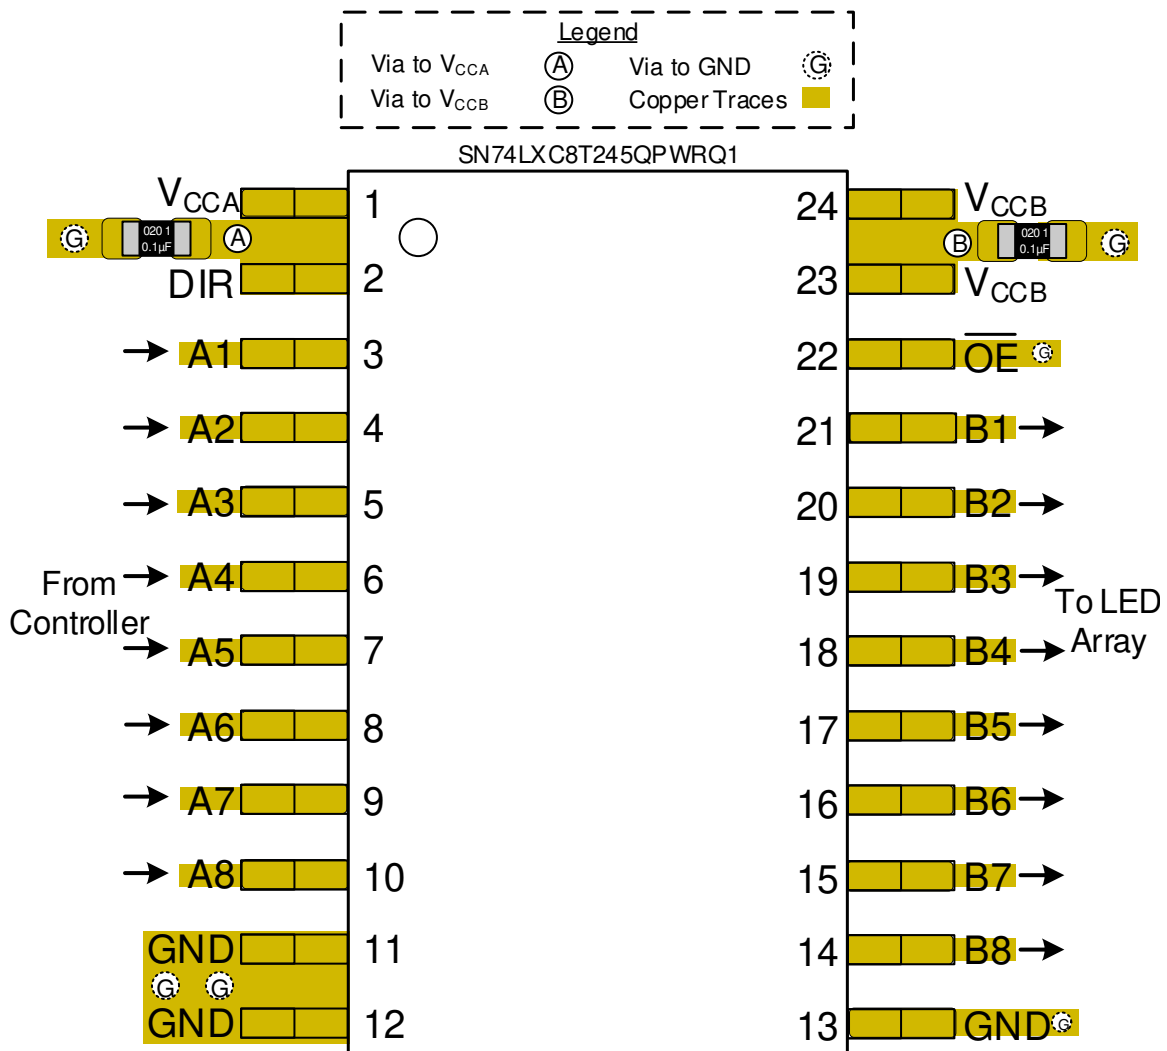 Legend
Via to VCCA A Via to GND G
Via to VCCB B Copper Traces
SN74LXC8T245QPWRQ1
VCCA 1 24 VCCB
G 0201 0.1µF A B 0201 0.1µF G
DIR 2 23 VCCB
A1 3 22 OE G
A2 4 21 B1
A3 5 20 B2
A4 6 19 B3
From Controller
To LED Array
A5 7 18 B4
A6 8 17 B5
A7 9 16 B6
A8 10 15 B7
GND 11 14 B8
G G
GND 12 13 GND G